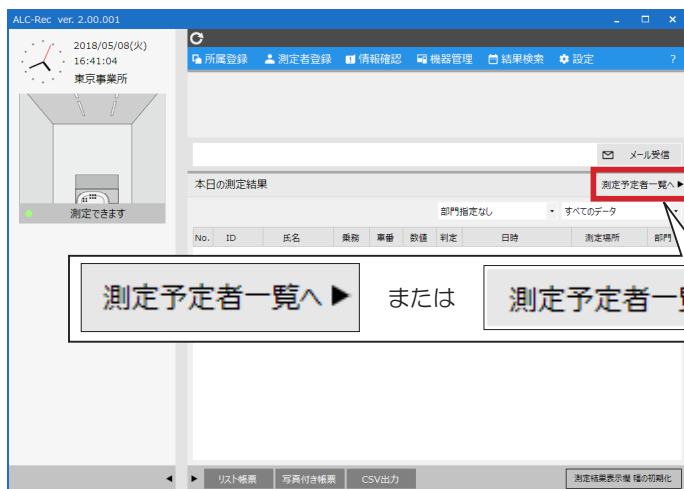 ALC-Rec ver. 2.00.001
2018/05/08(火)
16:41:04
東京事業所
測定できます
所属登録 測定者登録 情報確認 機器管理 結果検索 設定 ?
メール受信
本日の測定結果 測定予定者一覧へ▶
部門指定なし すべてのデータ
No. ID 氏名 乗務 車番 数値 判定 日時 測定場所 部門
測定予定者一覧へ▶ または 測定予定者一覧
リスト帳票 写真付き帳票 CSV出力 測定結果表示欄 幅の初期化